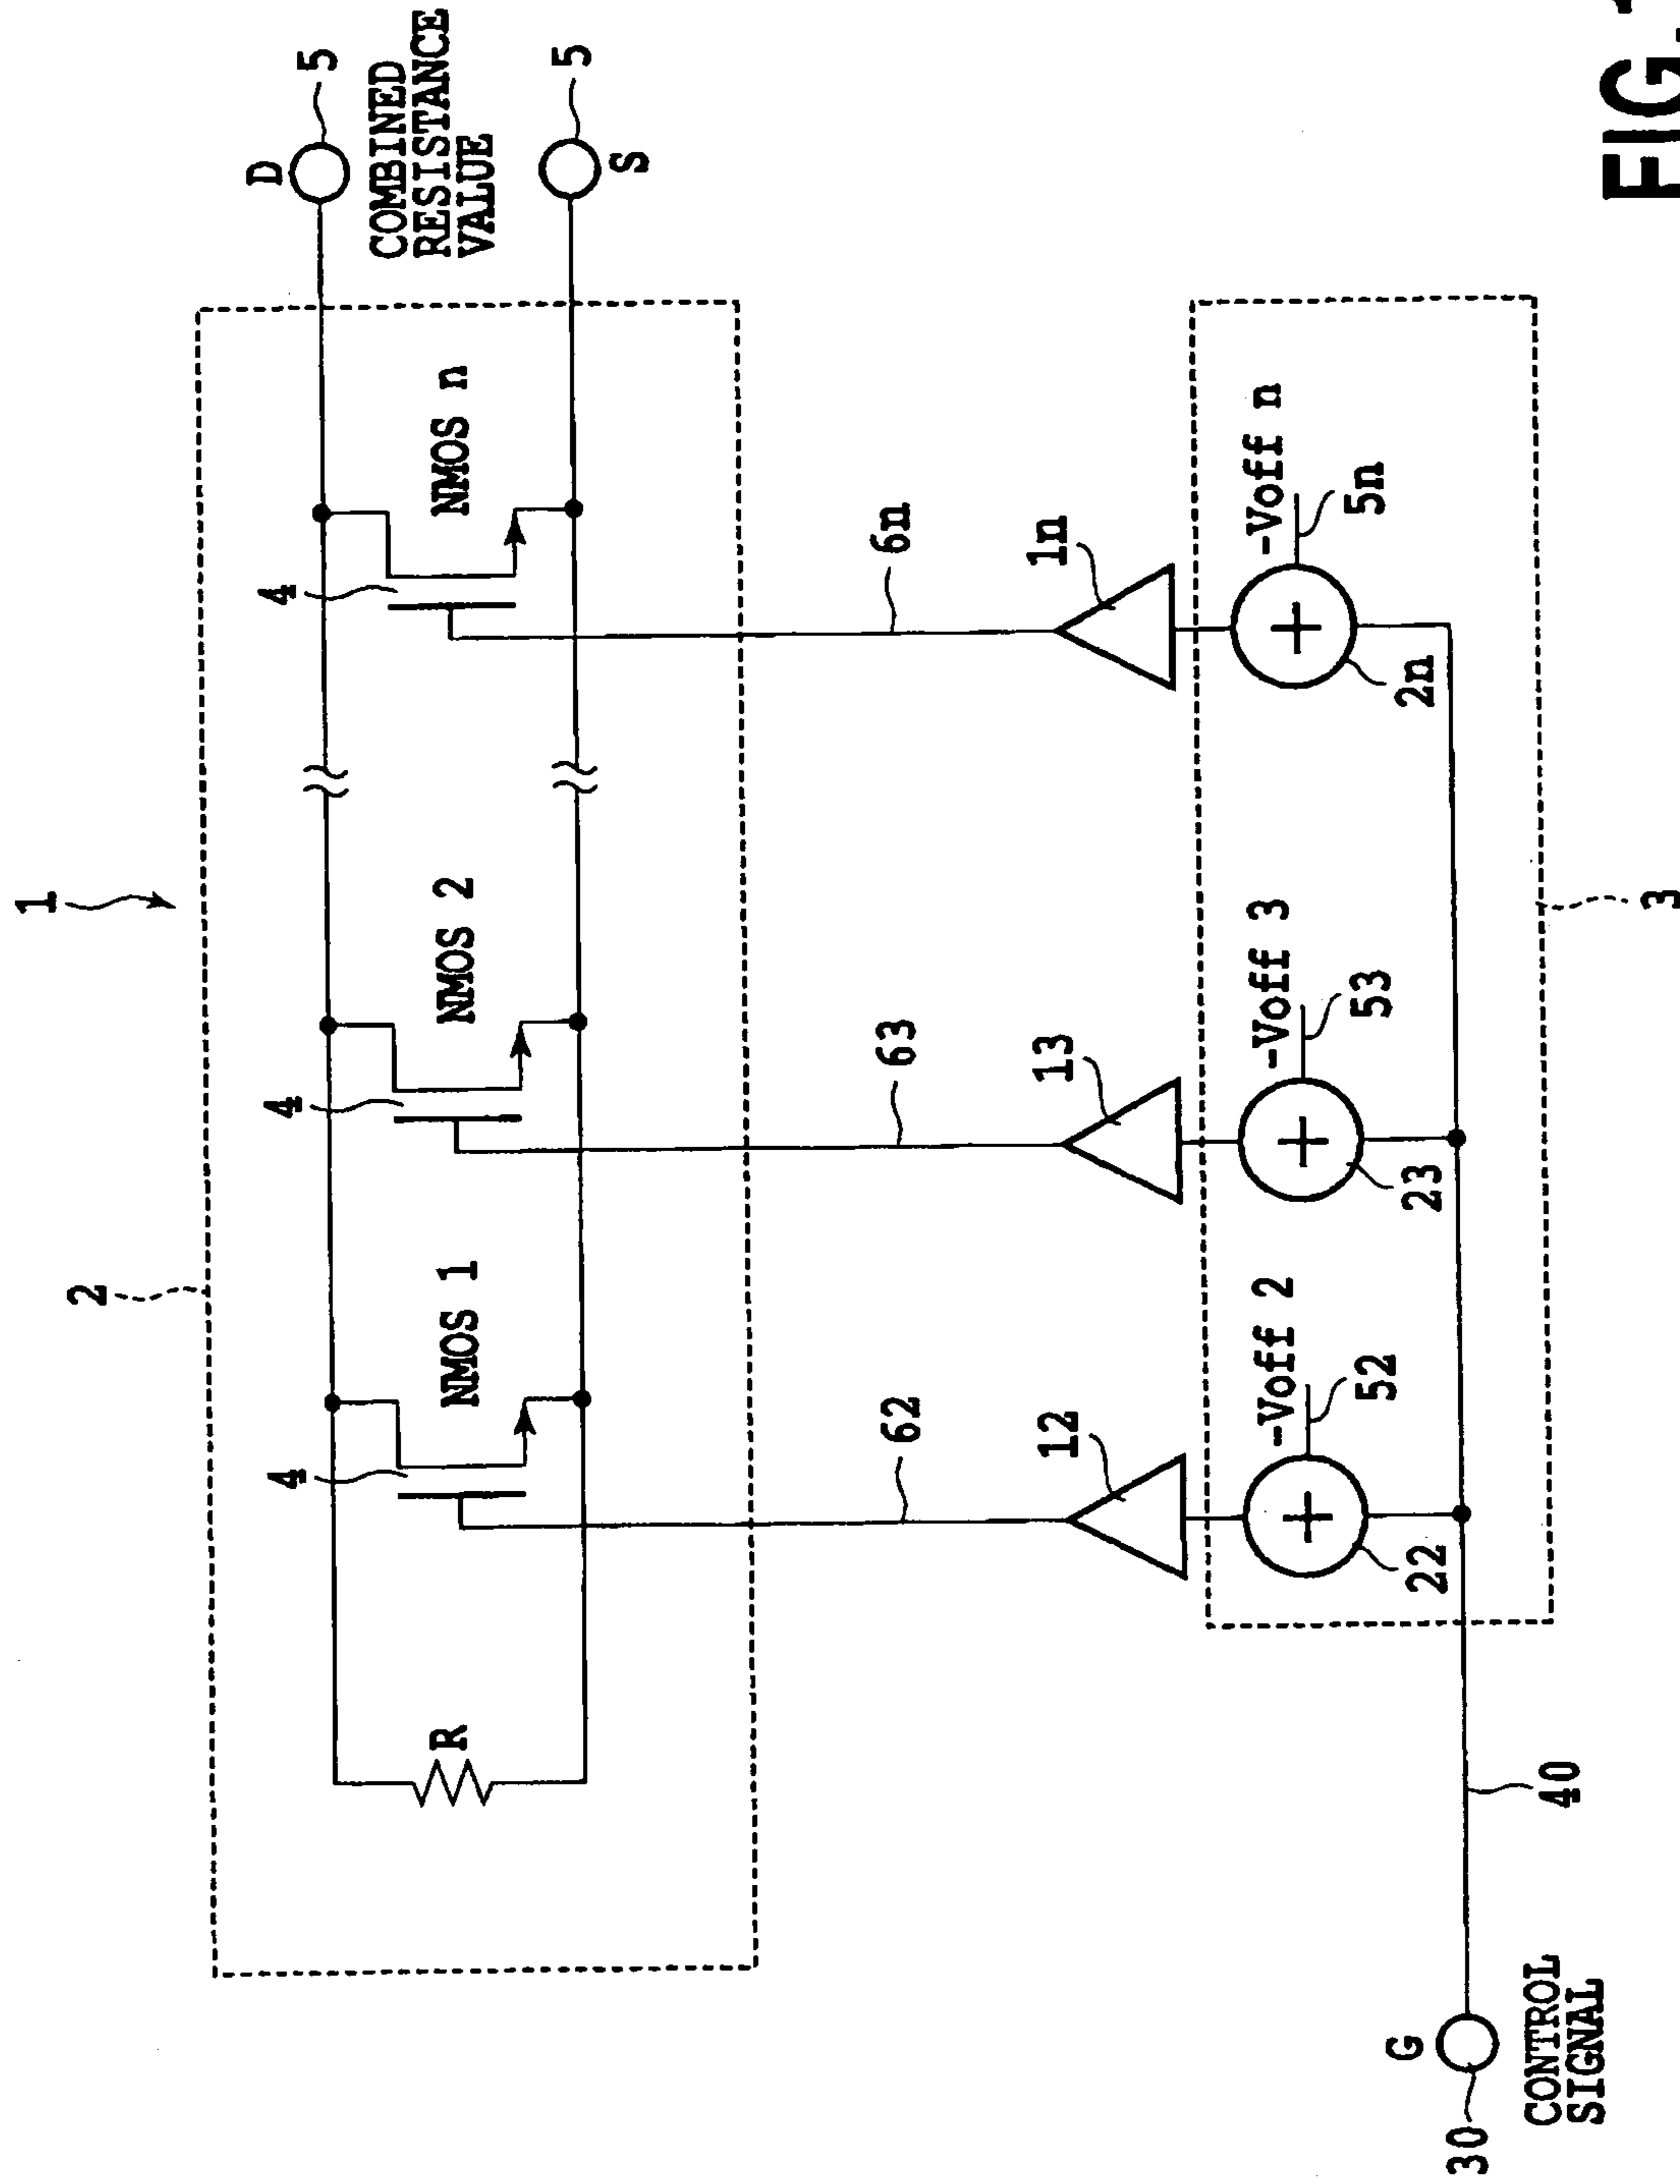 1
2
D
5
COMBINED
RESISTANCE
VALUE
5
S
4
4
4
R
NMOS 1
NMOS 2
NMOS n
62
63
6n
12
13
1n
-Voff 2
-Voff 3
-Voff n
52
53
5n
22
23
2n
G
30
40
3
CONTROL
SIGNAL